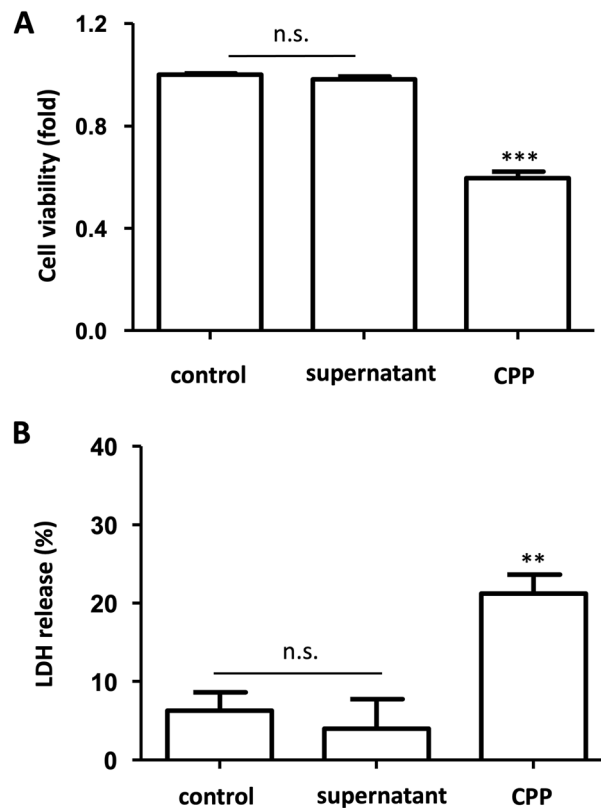 A
Cell viability (fold)
1.2
0.8
0.4
0.0
n.s.
***
control
supernatant
CPP
B
LDH release (%)
40
30
20
10
0
n.s.
**
control
supernatant
CPP